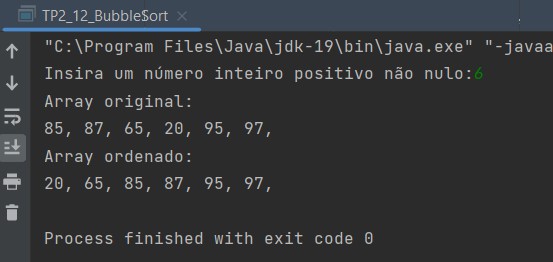 TP2_12_BubbleSort ×
"C:\Program Files\Java\jdk-19\bin\java.exe" "-javaa
Insira um número inteiro positivo não nulo:6
Array original:
85, 87, 65, 20, 95, 97,
Array ordenado:
20, 65, 85, 87, 95, 97,
Process finished with exit code 0